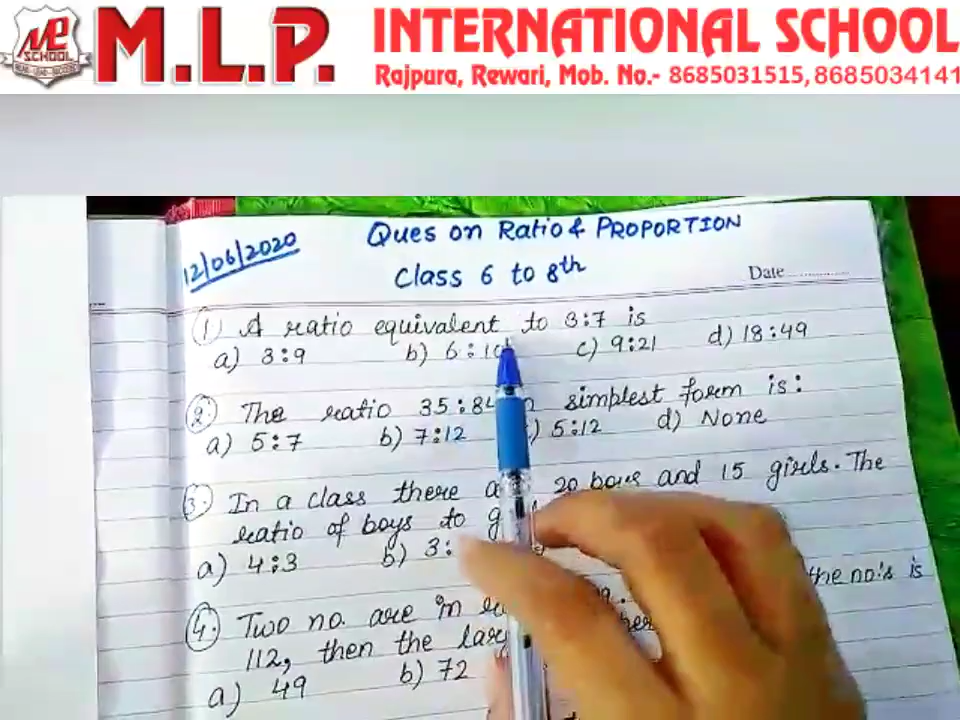 M.L.P. INTERNATIONAL SCHOOL
SCHOOL
Rajpura, Rewari, Mob. No.- 8685031515, 8685034141
12/06/2020 Ques on Ratio & PROPORTION
Class 6 to 8th
Date
(1) A ratio equivalent to 3:7 is
a) 3:9 b) 6:10 c) 9:21 d) 18:49
(2.) The ratio 35:84 simplest form is:
a) 5:7 b) 7:12 ) 5:12 d) None
(3.) In a class there 20 boys and 15 girls. The
ratio of boys to
a) 4:3 b) 3:
(4.) Two no. are in the no's is
112, then the
a) 49 b) 72